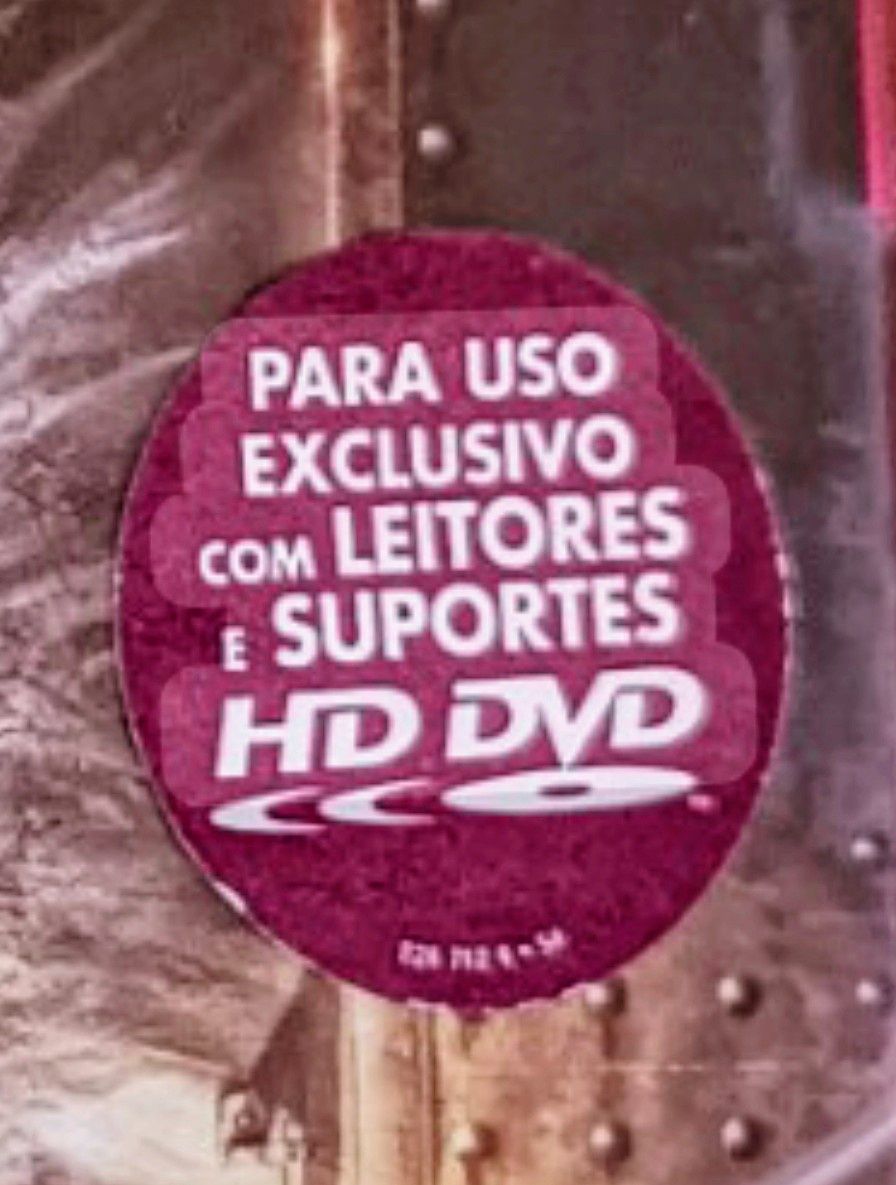 PARA USO
EXCLUSIVO
COM LEITORES
E SUPORTES
HD DVD